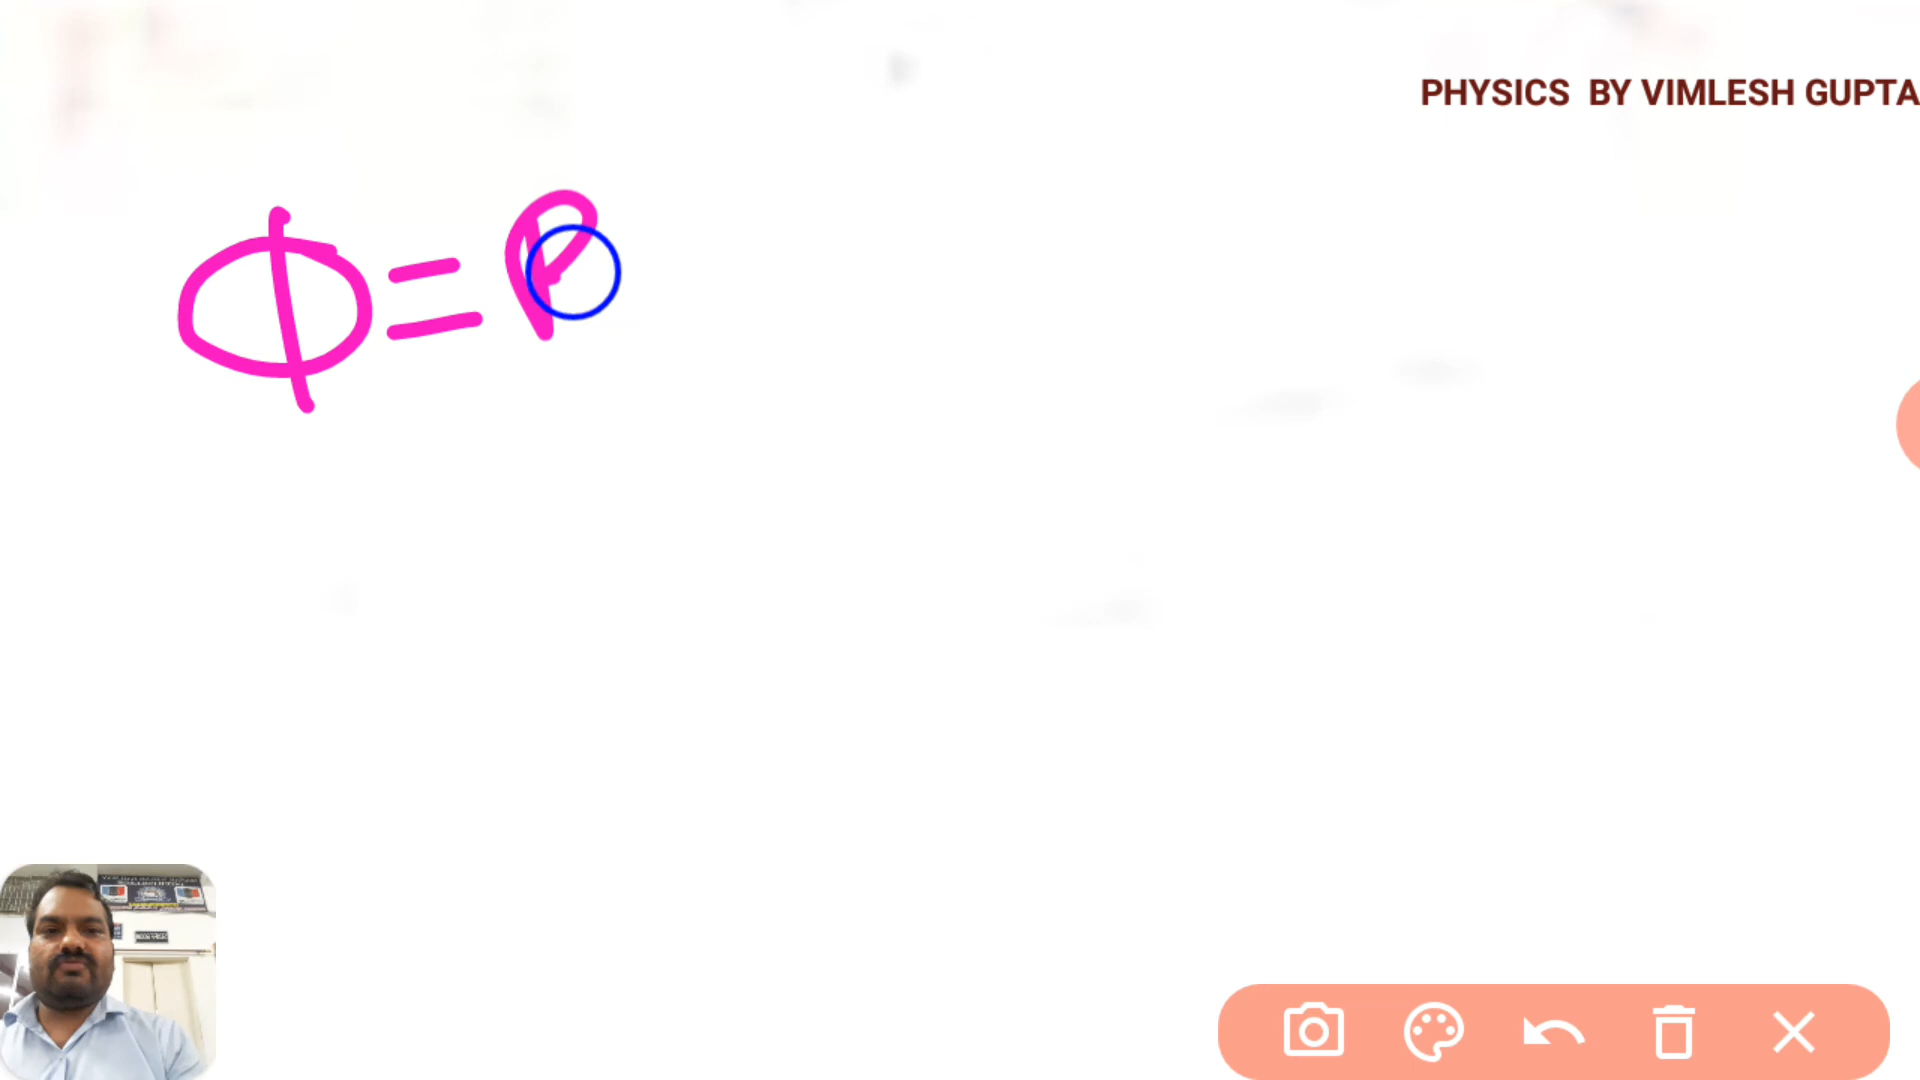 PHYSICS BY VIMLESH GUPTA
Φ =